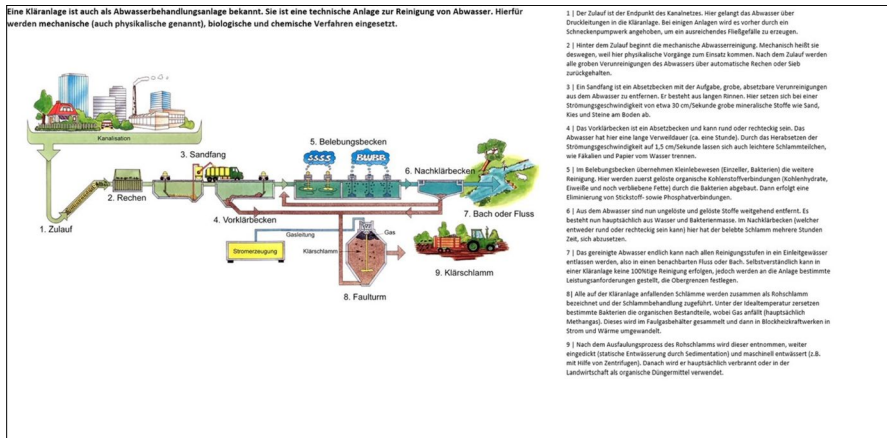 Eine Kläranlage ist auch als Abwasserbehandlungsanlage bekannt. Sie ist eine technische Anlage zur Reinigung von Abwasser. Hierfür
werden mechanische (auch physikalische genannt), biologische und chemische Verfahren eingesetzt.
Kanalisation
1. Zulauf
2. Rechen
3. Sandfang
4. Vorklärbecken
5. Belebungsbecken
6. Nachklärbecken
7. Bach oder Fluss
Gasleitung
Gas
Stromerzeugung
Klärschlamm
8. Faulturm
9. Klärschlamm
1 | Der Zulauf ist der Endpunkt des Kanalnetzes. Hier gelangt das Abwasser über
Druckleitungen in die Kläranlage. Bei einigen Anlagen wird es vorher durch ein
Schneckenpumpwerk angehoben, um ein ausreichendes Fließgefälle zu erzeugen.
2 | Hinter dem Zulauf beginnt die mechanische Abwasserreinigung. Mechanisch heißt sie
deswegen, weil hier physikalische Vorgänge zum Einsatz kommen. Nach dem Zulauf werden
alle groben Verunreinigungen des Abwassers über automatische Rechen oder Sieb
zurückgehalten.
3 | Ein Sandfang ist ein Absetzbecken mit der Aufgabe, grobe, absetzbare Verunreinigungen
aus dem Abwasser zu entfernen. Er besteht aus langen Rinnen. Hier setzen sich bei einer
Strömungsgeschwindigkeit von etwa 30 cm/Sekunde grobe mineralische Stoffe wie Sand,
Kies und Steine am Boden ab.
4 | Das Vorklärbecken ist ein Absetzbecken und kann rund oder rechteckig sein. Das
Abwasser hat hier eine lange Verweildauer (ca. eine Stunde). Durch das Herabsetzen der
Strömungsgeschwindigkeit auf 1,5 cm/Sekunde lassen sich auch leichtere Schlammteilchen,
wie Fäkalien und Papier vom Wasser trennen.
5 | Im Belebungsbecken übernehmen Kleinlebewesen (Einzeller, Bakterien) die weitere
Reinigung. Hier werden zuerst gelöste organische Kohlenstoffverbindungen (Kohlenhydrate,
Eiweiße und noch verbliebene Fette) durch die Bakterien abgebaut. Dann erfolgt eine
Eliminierung von Stickstoff- sowie Phosphatverbindungen.
6 | Aus dem Abwasser sind nun ungelöste und gelöste Stoffe weitgehend entfernt. Es
besteht nun hauptsächlich aus Wasser und Bakterienmasse. Im Nachklärbecken (welcher
entweder rund oder rechteckig sein kann) hier hat der belebte Schlamm mehrere Stunden
Zeit, sich abzusetzen.
7 | Das gereinigte Abwasser endlich kann nach allen Reinigungsstufen in ein Einleitgewässer
entlassen werden, also in einen benachbarten Fluss oder Bach. Selbstverständlich kann in
einer Kläranlage keine 100%tige Reinigung erfolgen, jedoch werden an die Anlage bestimmte
Leistungsanforderungen gestellt, die Obergrenzen festlegen.
8| Alle auf der Kläranlage anfallenden Schlämme werden zusammen als Rohschlamm
bezeichnet und der Schlammbehandlung zugeführt. Unter der Idealtemperatur zersetzen
bestimmte Bakterien die organischen Bestandteile, wobei Gas anfällt (hauptsächlich
Methangas). Dieses wird im Faulgasbehälter gesammelt und dann in Blockheizkraftwerken in
Strom und Wärme umgewandelt.
9 | Nach dem Ausfaulungsprozess des Rohschlamms wird dieser entnommen, weiter
eingedickt (statische Entwässerung durch Sedimentation) und maschinell entwässert (z.B.
mit Hilfe von Zentrifugen). Danach wird er hauptsächlich verbrannt oder in der
Landwirtschaft als organische Düngermittel verwendet.